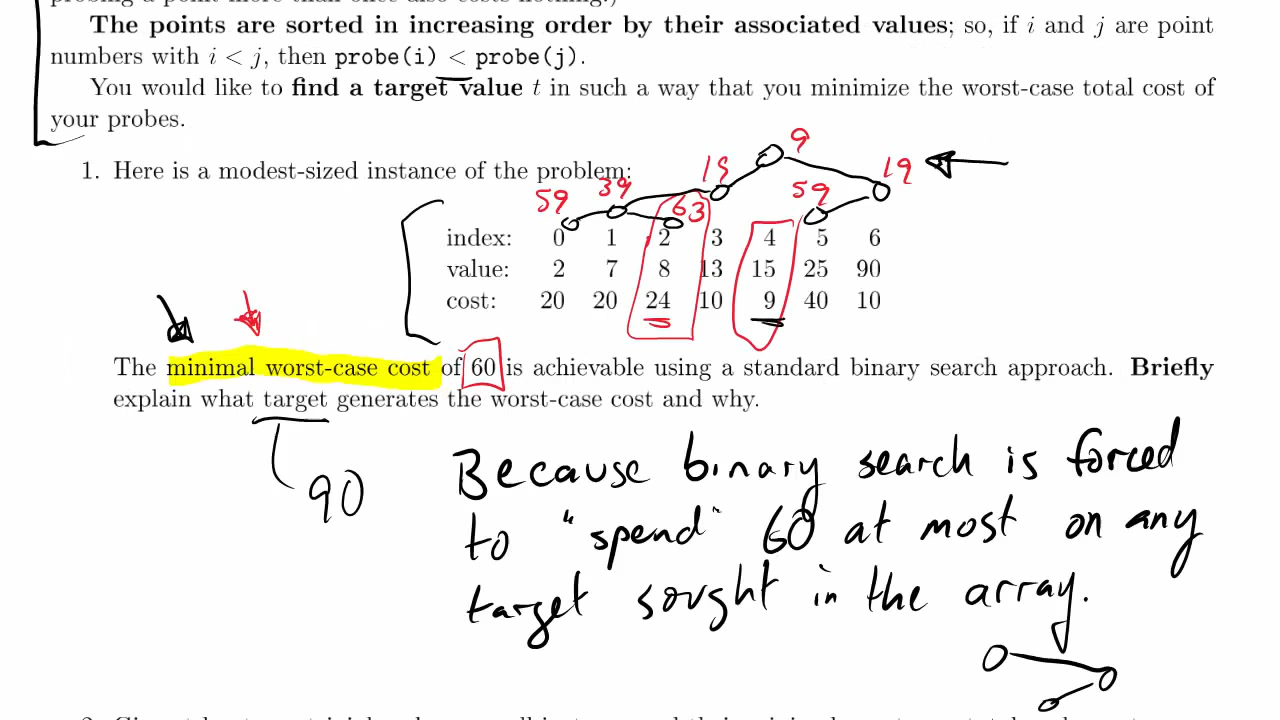 probing a point more than once also costs nothing.)
The points are sorted in increasing order by their associated values; so, if i and j are point
numbers with i < j, then probe(i) < probe(j).
You would like to find a target value t in such a way that you minimize the worst-case total cost of
your probes.
1. Here is a modest-sized instance of the problem:
9
19
19
59
39
63
59
index: 0 1 2 3 4 5 6
value: 2 7 8 13 15 25 90
cost: 20 20 24 10 9 40 10
The minimal worst-case cost of 60 is achievable using a standard binary search approach. Briefly
explain what target generates the worst-case cost and why.
90
Because binary search is forced
to "spend" 60 at most on any
target sought in the array.